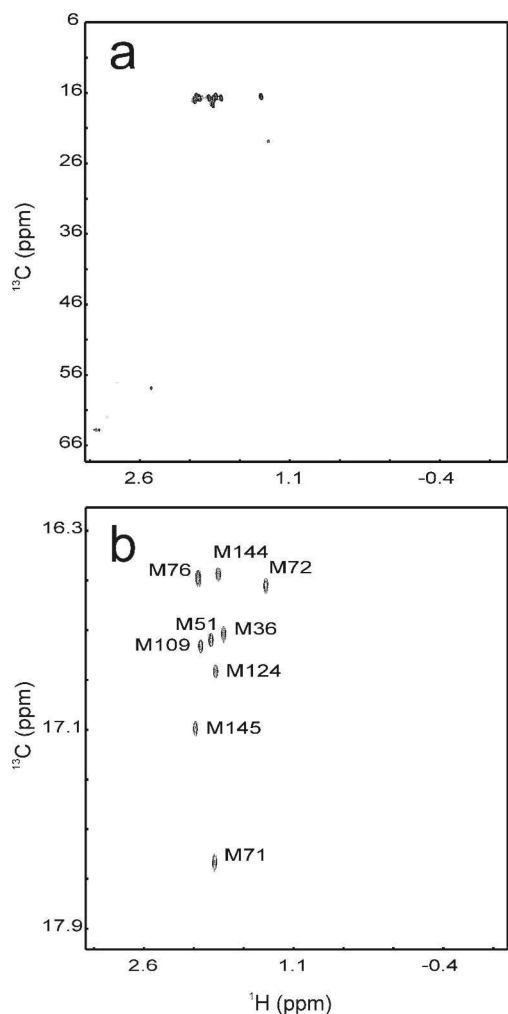 a
6
16
26
36
46
56
66
¹³C (ppm)
2.6 1.1 -0.4
b
16.3
17.1
17.9
¹³C (ppm)
M144
M76 M72
M51 M36
M109
M124
M145
M71
2.6 1.1 -0.4
¹H (ppm)